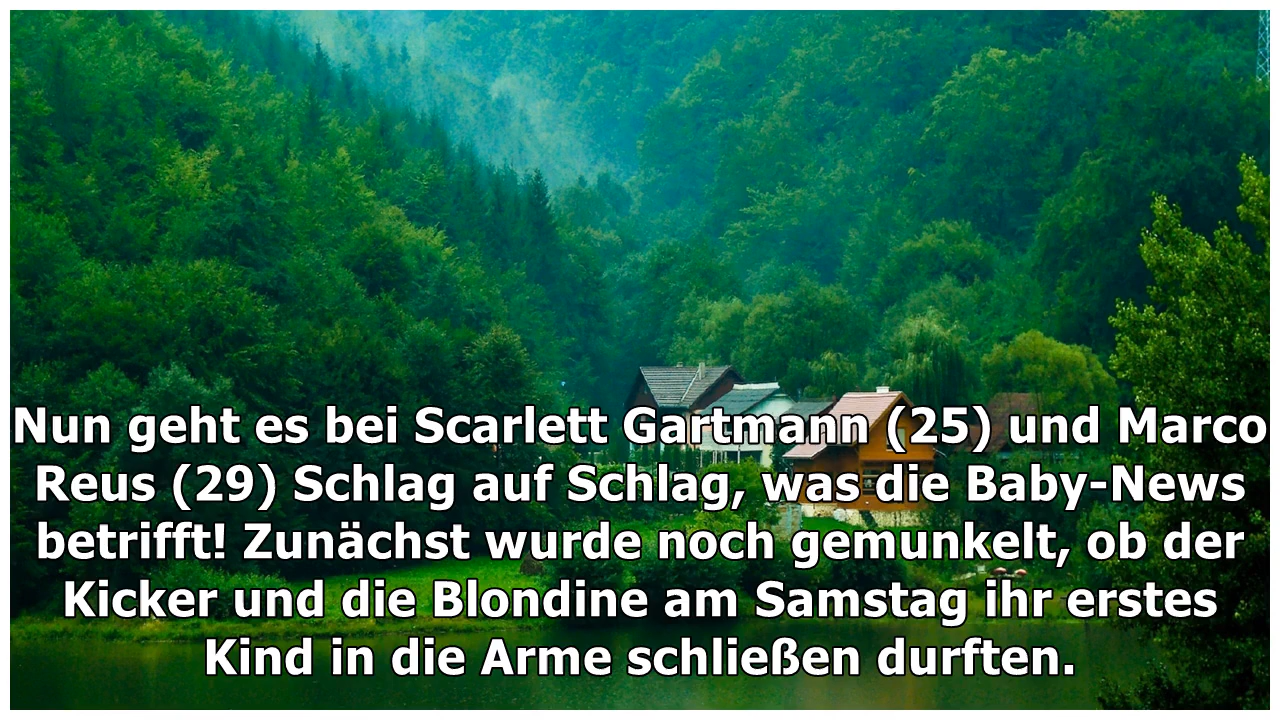 Nun geht es bei Scarlett Gartmann (25) und Marco
Reus (29) Schlag auf Schlag, was die Baby-News
betrifft! Zunächst wurde noch gemunkelt, ob der
Kicker und die Blondine am Samstag ihr erstes
Kind in die Arme schließen durften.